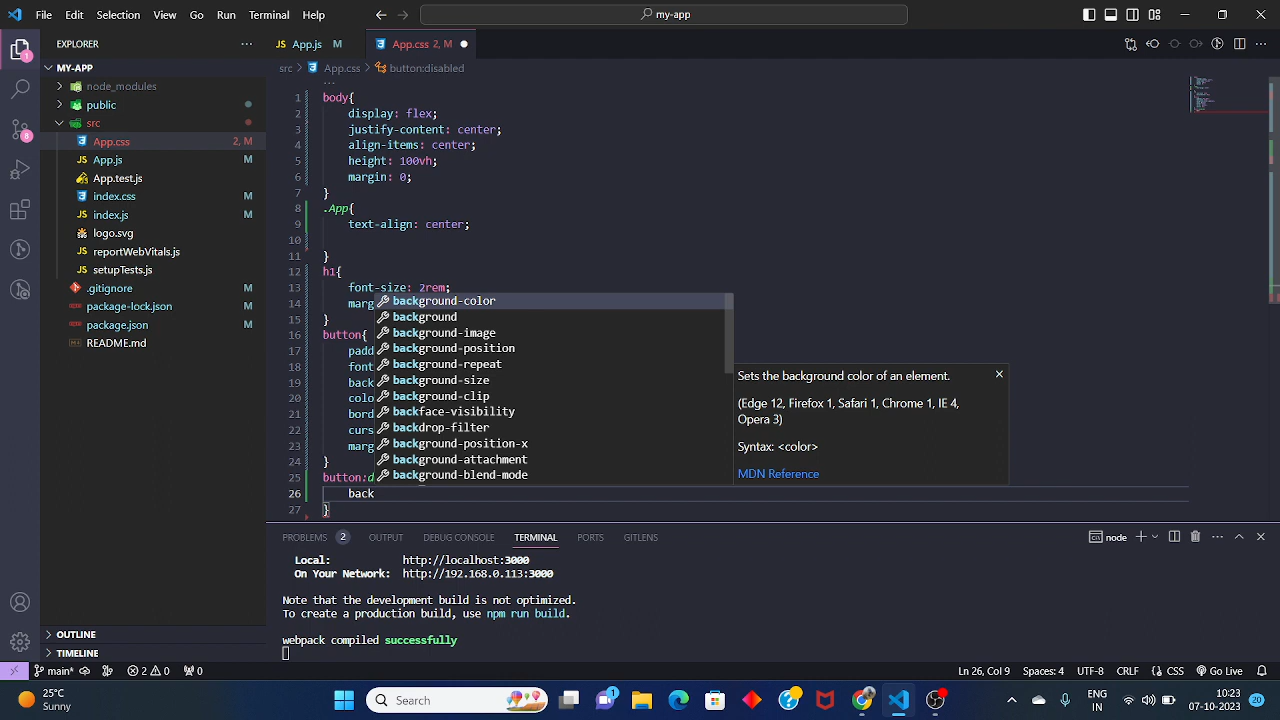 File Edit Selection View Go Run Terminal Help
my-app
EXPLORER
MY-APP
node_modules
public
src
App.css 2, M
App.js M
App.test.js
index.css M
index.js M
logo.svg
reportWebVitals.js
setupTests.js
.gitignore
package-lock.json M
package.json M
README.md
OUTLINE
TIMELINE
1
8
JS App.js M
App.css 2, M
src > App.css > button:disabled
1 body{
2 display: flex;
3 justify-content: center;
4 align-items: center;
5 height: 100vh;
6 margin: 0;
7 }
8 .App{
9 text-align: center;
10
11 }
12 h1{
13 font-size: 2rem;
14 marg
15 }
16 button{
17 padd
18 font
19 back
20 colo
21 bord
22 curs
23 marg
24 }
25 button:d
26 back
27 }
background-color
background
background-image
background-position
background-repeat
background-size
background-clip
backface-visibility
backdrop-filter
background-position-x
background-attachment
background-blend-mode
Sets the background color of an element.
(Edge 12, Firefox 1, Safari 1, Chrome 1, IE 4,
Opera 3)
Syntax: <color>
MDN Reference
PROBLEMS 2 OUTPUT DEBUG CONSOLE TERMINAL PORTS GITLENS
node
Local: http://localhost:3000
On Your Network: http://192.168.0.113:3000
Note that the development build is not optimized.
To create a production build, use npm run build.
webpack compiled successfully
main* 2 0 0
Ln 26, Col 9 Spaces: 4 UTF-8 CRLF CSS Go Live
25°C
Sunny
Search
1
ENG
IN
10:33
07-10-2023
20